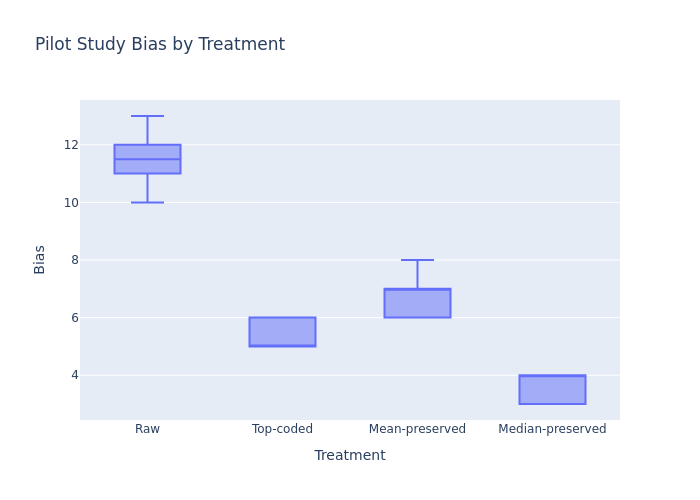 Pilot Study Bias by Treatment
12
10
8
6
4
Bias
Raw
Top-coded
Mean-preserved
Median-preserved
Treatment